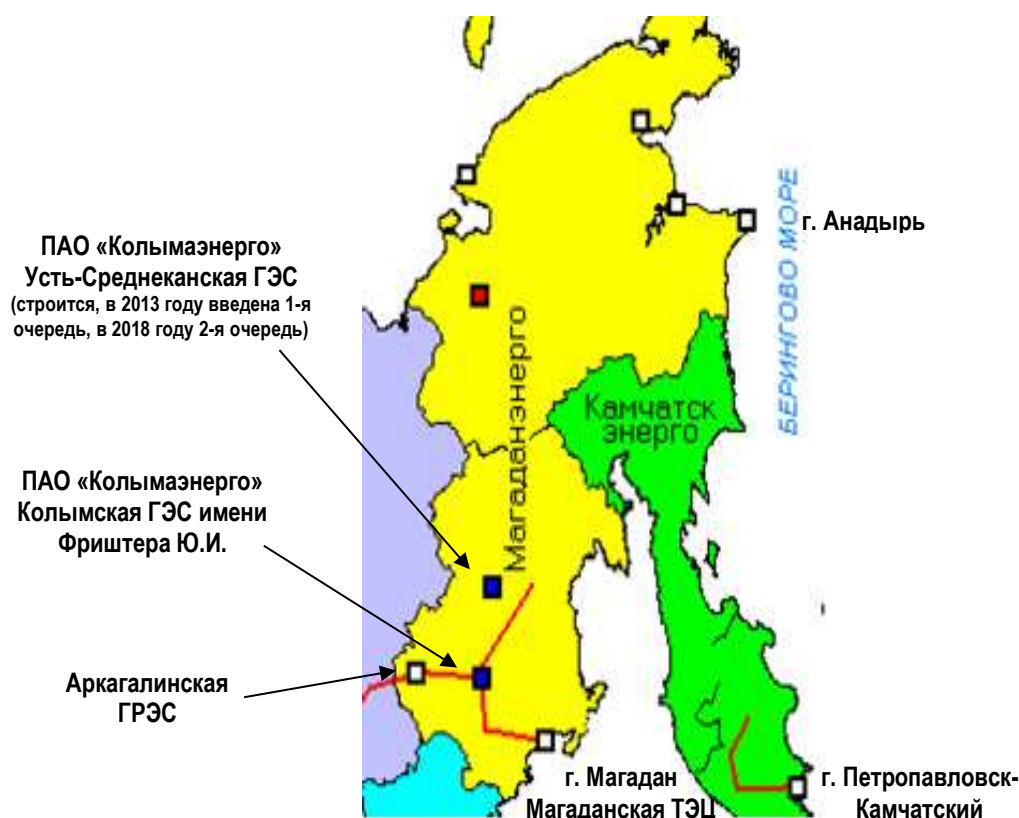 г. Анадырь
БЕРИНГОВО МОРЕ
ПАО «Колымаэнерго»
Усть-Среднеканская ГЭС
(строится, в 2013 году введена 1-я
очередь, в 2018 году 2-я очередь)
Магаданэнерго
Камчатск
энерго
ПАО «Колымаэнерго»
Колымская ГЭС имени
Фриштера Ю.И.
Аркагалинская
ГРЭС
г. Магадан
Магаданская ТЭЦ
г. Петропавловск-
Камчатский